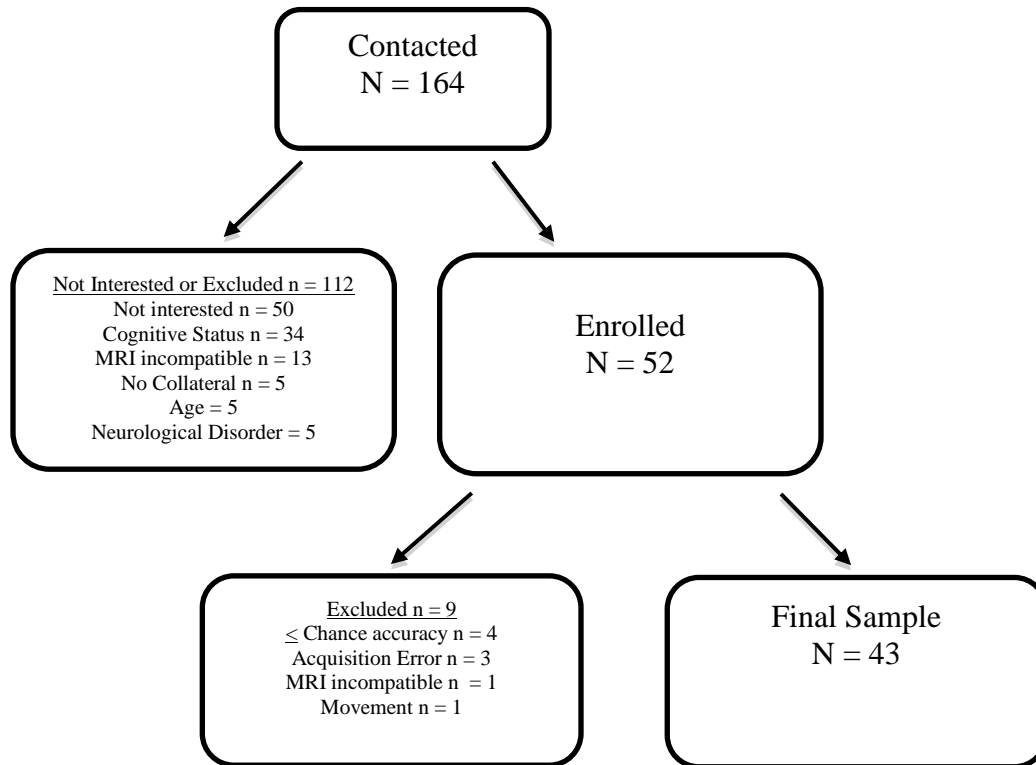 Contacted
N = 164
Not Interested or Excluded n = 112
Not interested n = 50
Cognitive Status n = 34
MRI incompatible n = 13
No Collateral n = 5
Age = 5
Neurological Disorder = 5
Enrolled
N = 52
Excluded n = 9
≤ Chance accuracy n = 4
Acquisition Error n = 3
MRI incompatible n  = 1
Movement n = 1
Final Sample
N = 43